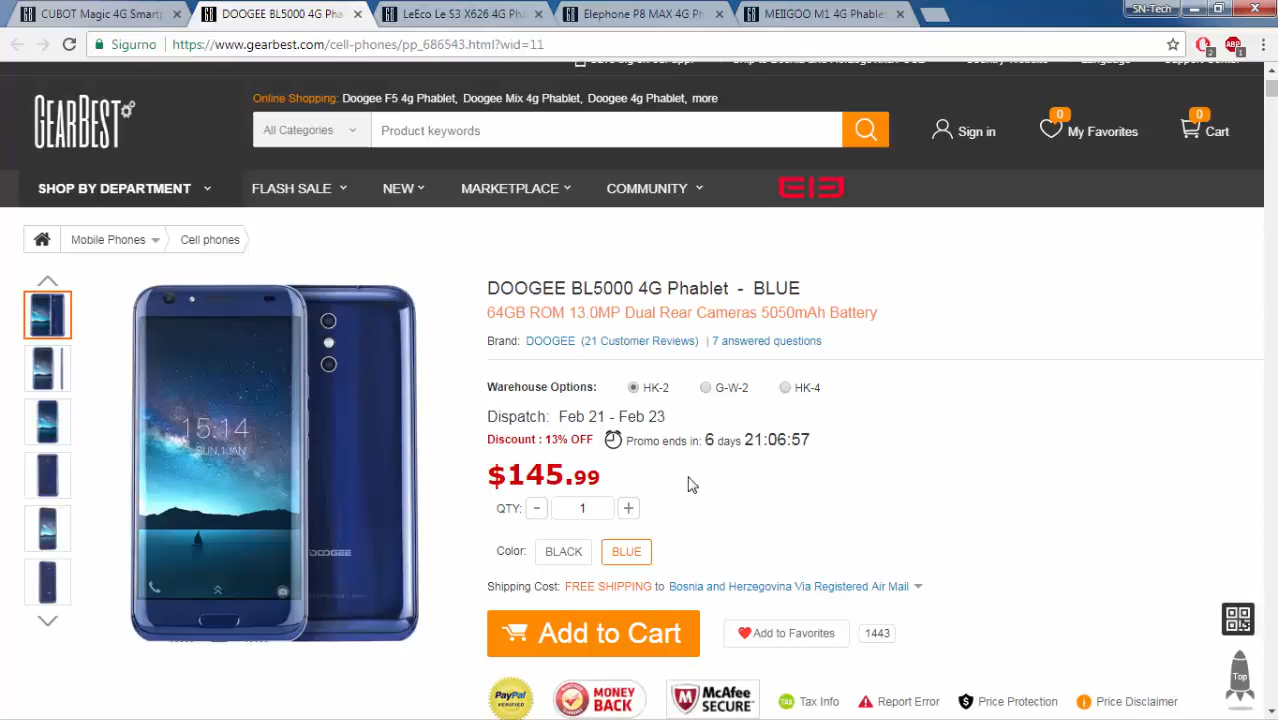 CUBOT Magic 4G Smartp
DOOGEE BL5000 4G Pha
LeEco Le S3 X626 4G Ph
Elephone P8 MAX 4G Ph
MEIIGOO M1 4G Phable
SN-Tech
Sigurno
https://www.gearbest.com/cell-phones/pp_686543.html?wid=11
2
ABP
1
GEARBEST
Online Shopping: Doogee F5 4g Phablet, Doogee Mix 4g Phablet, Doogee 4g Phablet, more
All Categories
Product keywords
Sign in
0
My Favorites
0
Cart
SHOP BY DEPARTMENT
FLASH SALE
NEW
MARKETPLACE
COMMUNITY
Mobile Phones
Cell phones
DOOGEE BL5000 4G Phablet - BLUE
64GB ROM 13.0MP Dual Rear Cameras 5050mAh Battery
Brand: DOOGEE (21 Customer Reviews) | 7 answered questions
Warehouse Options: HK-2 G-W-2 HK-4
Dispatch: Feb 21 - Feb 23
Discount : 13% OFF Promo ends in: 6 days 21:06:57
$145.99
QTY: - 1 +
Color: BLACK BLUE
Shipping Cost: FREE SHIPPING to Bosnia and Herzegovina Via Registered Air Mail
Add to Cart
Add to Favorites
1443
15:14
SUN,1JAN
DOOGEE
PayPal
VERIFIED
MONEY
BACK
McAfee
SECURE
Tax Info
Report Error
Price Protection
Price Disclaimer
Top